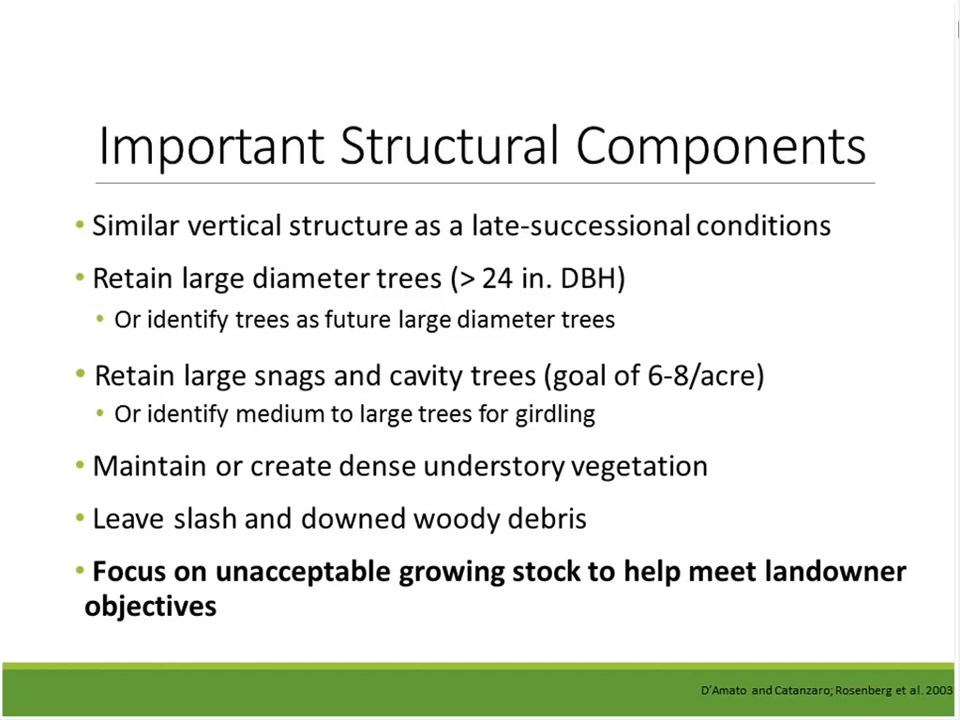 Important Structural Components
• Similar vertical structure as a late-successional conditions
• Retain large diameter trees (> 24 in. DBH)
• Or identify trees as future large diameter trees
• Retain large snags and cavity trees (goal of 6-8/acre)
• Or identify medium to large trees for girdling
• Maintain or create dense understory vegetation
• Leave slash and downed woody debris
• Focus on unacceptable growing stock to help meet landowner
objectives
D'Amato and Catanzaro; Rosenberg et al. 2003